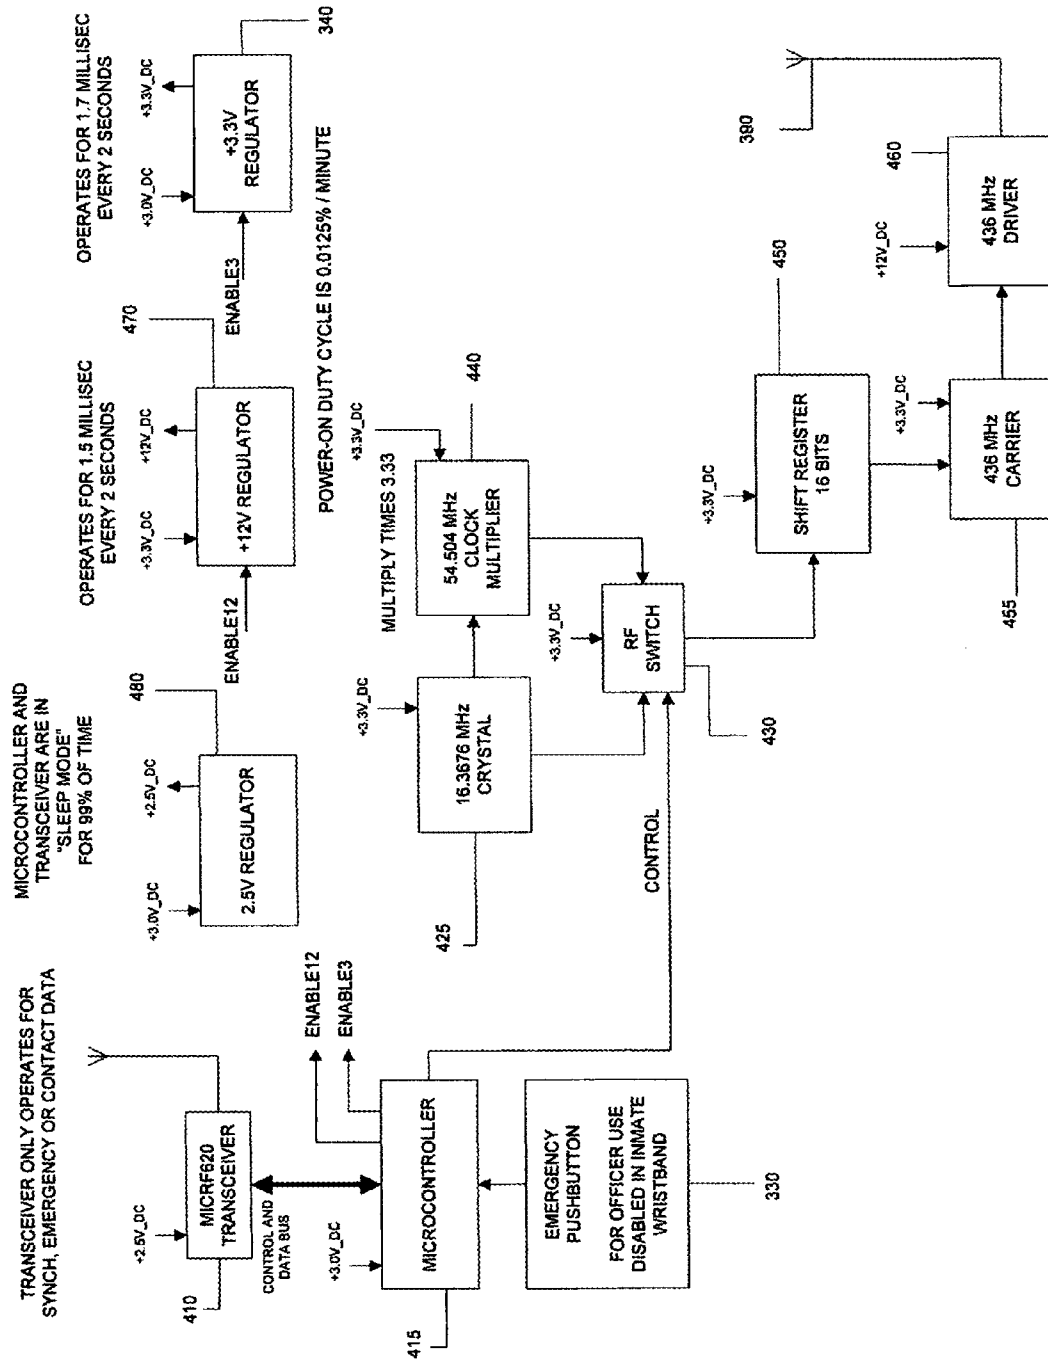 TRANSCEIVER ONLY OPERATES FOR
SYNCH, EMERGENCY OR CONTACT DATA
MICROCONTROLLER AND
TRANSCEIVER ARE IN
"SLEEP MODE"
FOR 99% OF TIME
OPERATES FOR 1.5 MILLISEC
EVERY 2 SECONDS
OPERATES FOR 1.7 MILLISEC
EVERY 2 SECONDS
+2.5V_DC
410
MICRF620
TRANSCEIVER
CONTROL AND
DATA BUS
+3.0V_DC
+2.5V_DC
480
2.5V REGULATOR
+3.3V_DC
+12V_DC
470
+12V REGULATOR
ENABLE12
+3.0V_DC
+3.3V_DC
+3.3V
REGULATOR
340
ENABLE3
POWER-ON DUTY CYCLE IS 0.0125% / MINUTE
ENABLE12
ENABLE3
+3.0V_DC
415
MICROCONTROLLER
+3.3V_DC
425
16.3676 MHz
CRYSTAL
MULTIPLY TIMES 3.33
+3.3V_DC
54.504 MHz
CLOCK
MULTIPLIER
440
EMERGENCY
PUSHBUTTON
FOR OFFICER USE
DISABLED IN INMATE
WRISTBAND
330
CONTROL
+3.3V_DC
RF
SWITCH
430
+3.3V_DC
SHIFT REGISTER
16 BITS
450
390
+3.3V_DC
436 MHz
CARRIER
455
+12V_DC
460
436 MHz
DRIVER